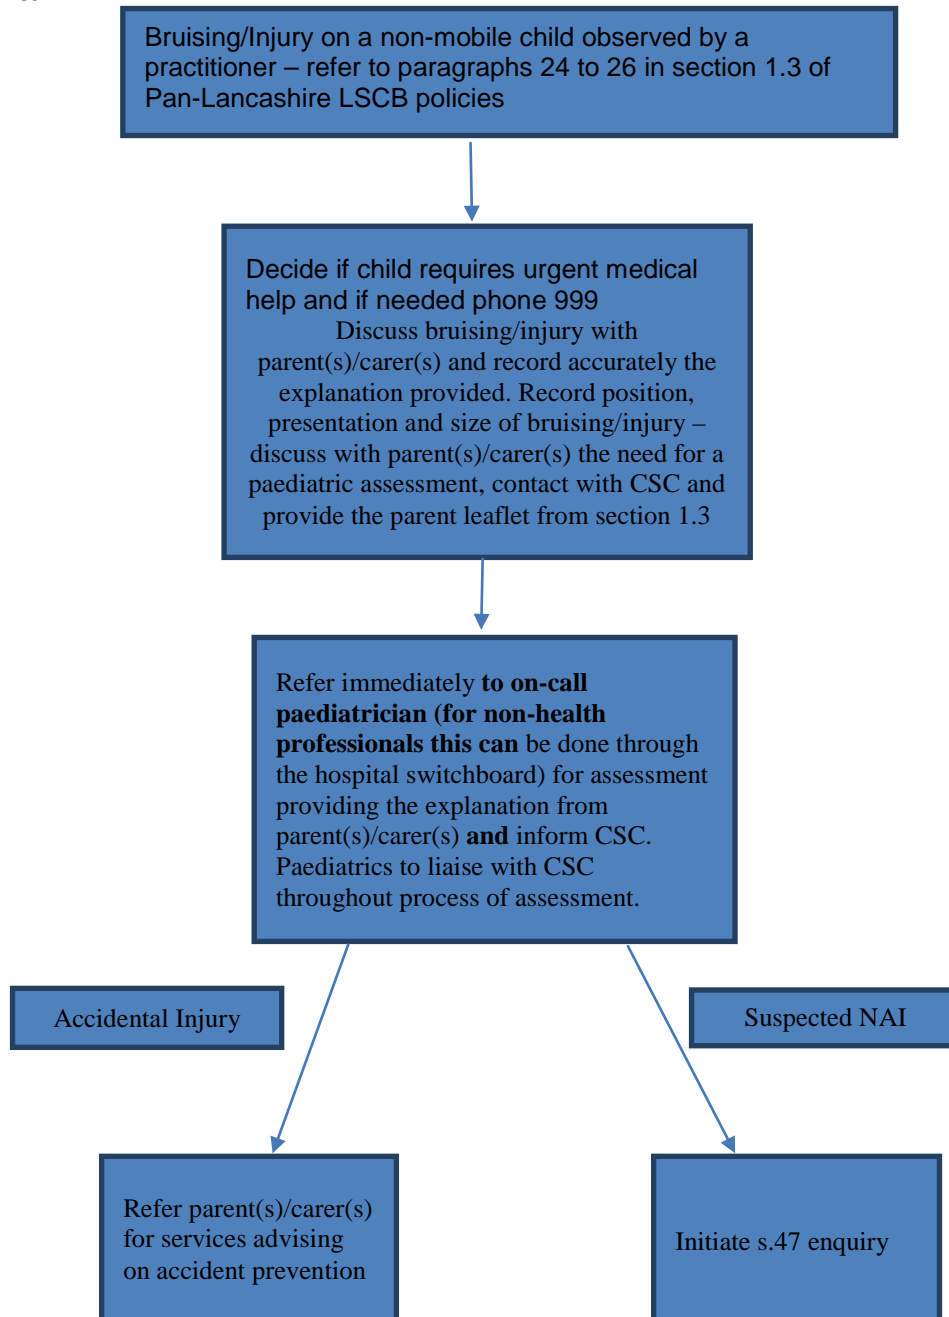 Bruising/Injury on a non-mobile child observed by a
practitioner – refer to paragraphs 24 to 26 in section 1.3 of
Pan-Lancashire LSCB policies
Decide if child requires urgent medical
help and if needed phone 999
Discuss bruising/injury with
parent(s)/carer(s) and record accurately the
explanation provided. Record position,
presentation and size of bruising/injury –
discuss with parent(s)/carer(s) the need for a
paediatric assessment, contact with CSC and
provide the parent leaflet from section 1.3
Refer immediately to on-call
paediatrician (for non-health
professionals this can be done through
the hospital switchboard) for assessment
providing the explanation from
parent(s)/carer(s) and inform CSC.
Paediatrics to liaise with CSC
throughout process of assessment.
Accidental Injury
Suspected NAI
Refer parent(s)/carer(s)
for services advising
on accident prevention
Initiate s.47 enquiry